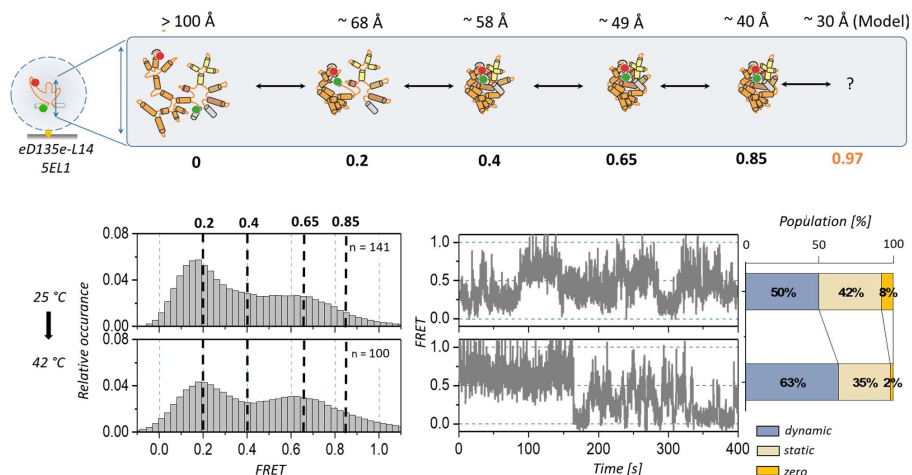 > 100 Å ~ 68 Å ~ 58 Å ~ 49 Å ~ 40 Å ~ 30 Å (Model)
?
eD135e-L14
5EL1
0 0.2 0.4 0.65 0.85 0.97
0.2 0.4 0.65 0.85
n = 141
0.08
0.04
0.00
25 °C
42 °C
Relative occurance
n = 100
0.08
0.04
0.00
0.0 0.2 0.4 0.6 0.8 1.0
FRET
1.0
0.5
0.0
FRET
1.0
0.5
0.0
0 100 200 300 400
Time [s]
Population [%]
0 50 100
50% 42% 8%
63% 35% 2%
dynamic
static
zero